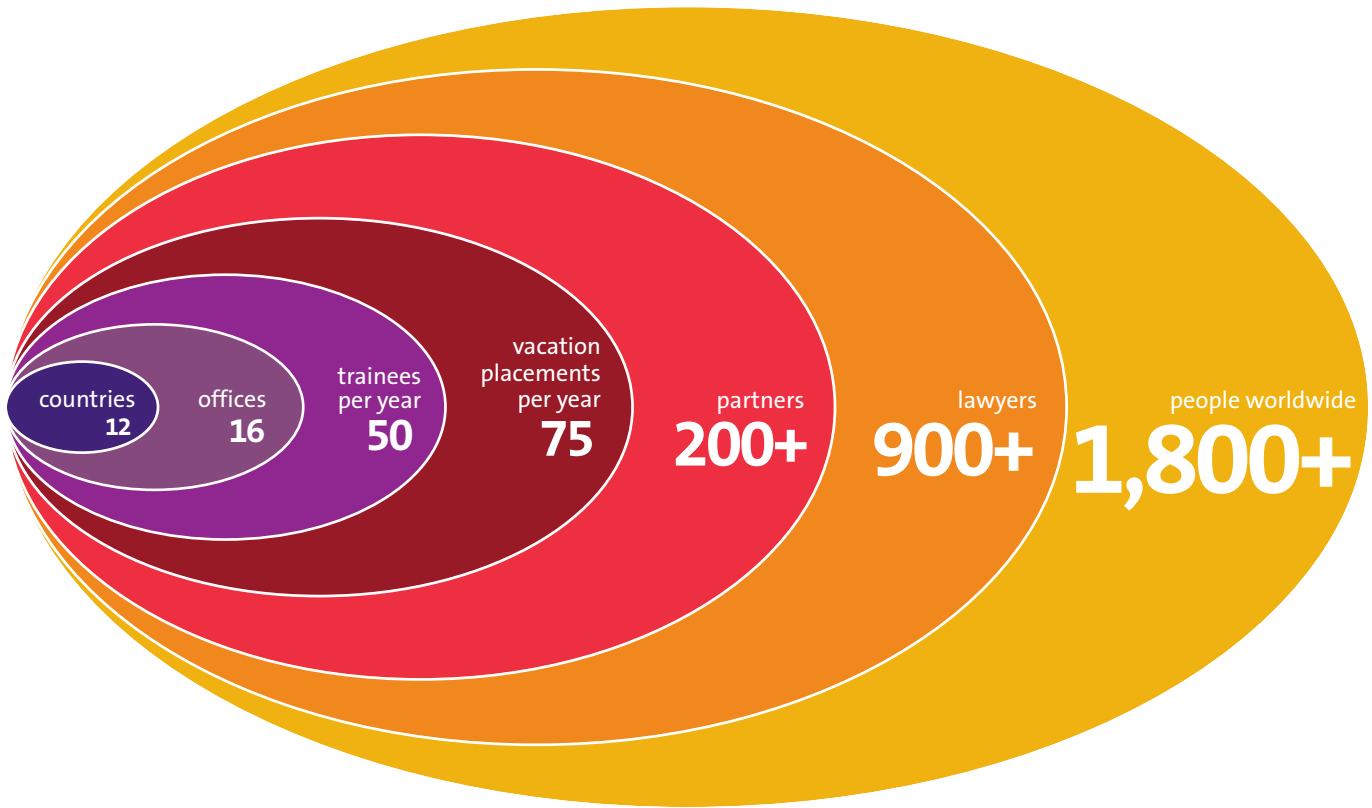 countries
12
offices
16
trainees
per year
50
vacation
placements
per year
75
partners
200+
lawyers
900+
people worldwide
1,800+